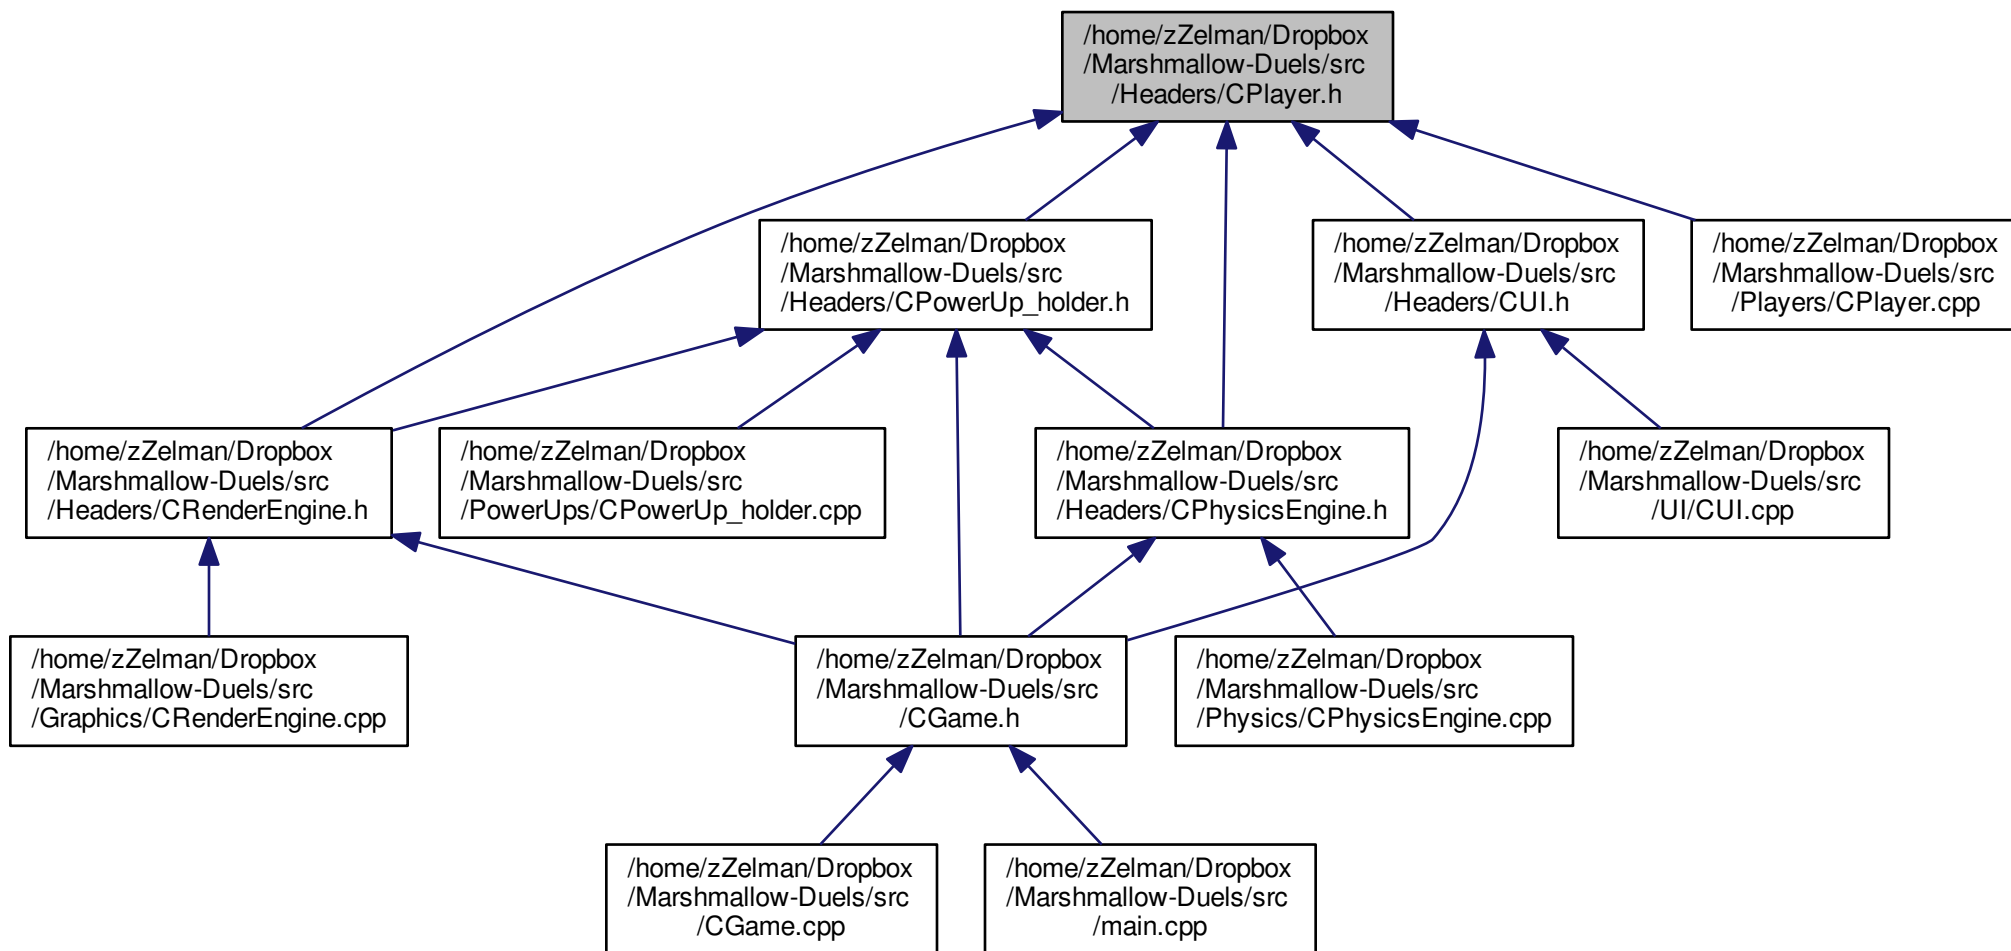 /home/zZelman/Dropbox
/Marshmallow-Duels/src
/Headers/CPlayer.h
/home/zZelman/Dropbox
/Marshmallow-Duels/src
/Headers/CPowerUp_holder.h
/home/zZelman/Dropbox
/Marshmallow-Duels/src
/Headers/CUI.h
/home/zZelman/Dropbox
/Marshmallow-Duels/src
/Players/CPlayer.cpp
/home/zZelman/Dropbox
/Marshmallow-Duels/src
/Headers/CRenderEngine.h
/home/zZelman/Dropbox
/Marshmallow-Duels/src
/PowerUps/CPowerUp_holder.cpp
/home/zZelman/Dropbox
/Marshmallow-Duels/src
/Headers/CPhysicsEngine.h
/home/zZelman/Dropbox
/Marshmallow-Duels/src
/UI/CUI.cpp
/home/zZelman/Dropbox
/Marshmallow-Duels/src
/Graphics/CRenderEngine.cpp
/home/zZelman/Dropbox
/Marshmallow-Duels/src
/CGame.h
/home/zZelman/Dropbox
/Marshmallow-Duels/src
/Physics/CPhysicsEngine.cpp
/home/zZelman/Dropbox
/Marshmallow-Duels/src
/CGame.cpp
/home/zZelman/Dropbox
/Marshmallow-Duels/src
/main.cpp